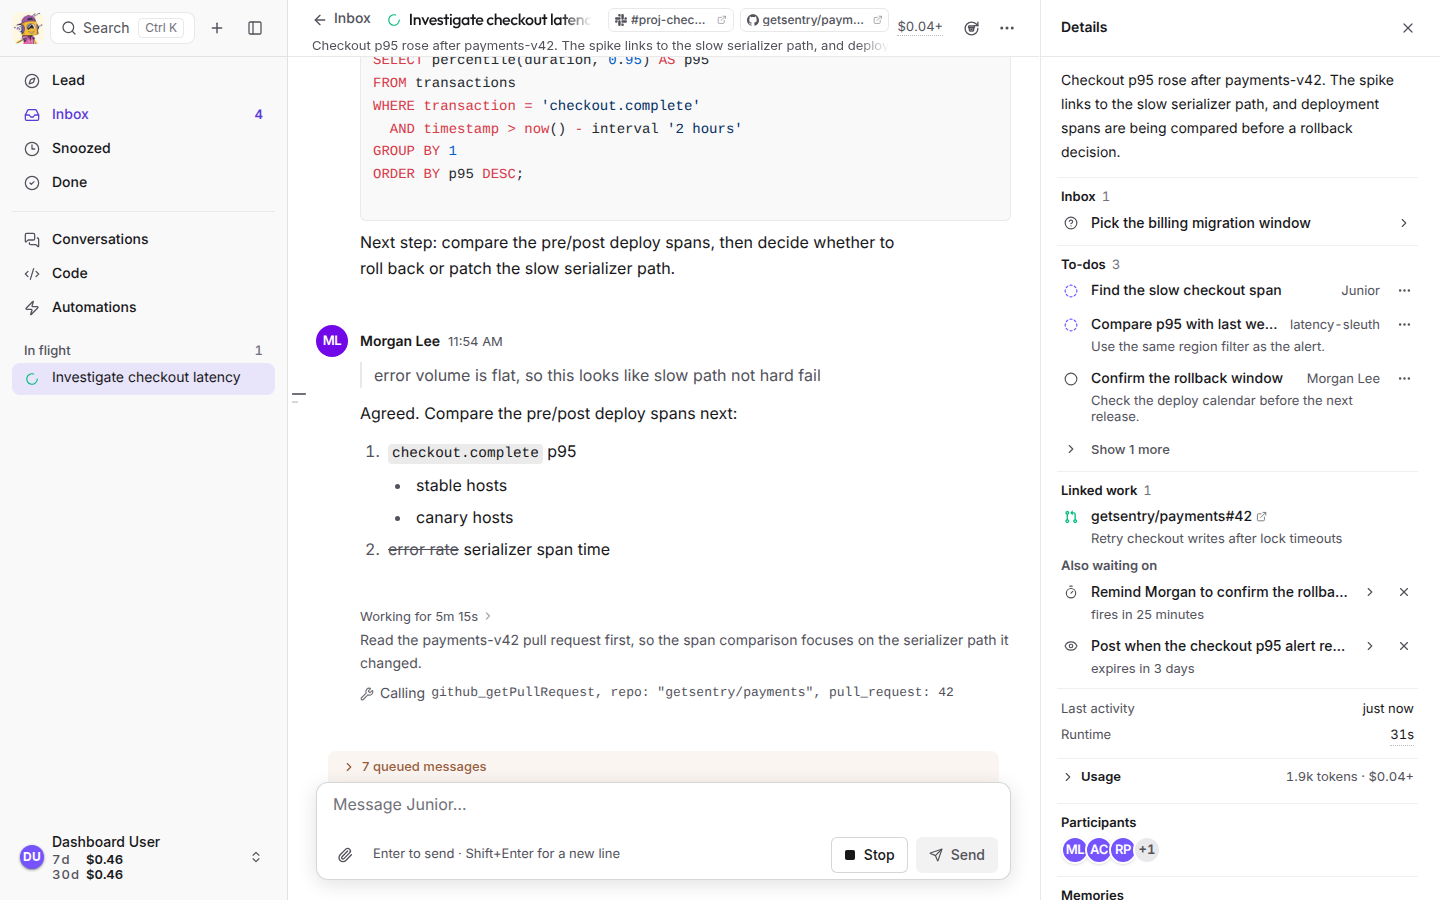 Search
Ctrl K
Lead
Inbox
4
Snoozed
Done
Conversations
Code
Automations
In flight
1
Investigate checkout latency
DU
Dashboard User
7d $0.46
30d $0.46
Inbox
Investigate checkout laten
#proj-chec...
getsentry/paym...
$0.04+
Checkout p95 rose after payments-v42. The spike links to the slow serializer path, and deploy
SELECT percentile(duration, 0.95) AS p95
FROM transactions
WHERE transaction = 'checkout.complete'
AND timestamp > now() - interval '2 hours'
GROUP BY 1
ORDER BY p95 DESC;
Next step: compare the pre/post deploy spans, then decide whether to
roll back or patch the slow serializer path.
ML
Morgan Lee 11:54 AM
error volume is flat, so this looks like slow path not hard fail
Agreed. Compare the pre/post deploy spans next:
1. checkout.complete p95
• stable hosts
• canary hosts
2. error rate serializer span time
Working for 5m 15s
Read the payments-v42 pull request first, so the span comparison focuses on the serializer path it
changed.
Calling github_getPullRequest, repo: "getsentry/payments", pull_request: 42
7 queued messages
Message Junior...
Enter to send · Shift+Enter for a new line
Stop
Send
Details
Checkout p95 rose after payments-v42. The spike
links to the slow serializer path, and deployment
spans are being compared before a rollback
decision.
Inbox 1
Pick the billing migration window
To-dos 3
Find the slow checkout span Junior
Compare p95 with last we... latency-sleuth
Use the same region filter as the alert.
Confirm the rollback window Morgan Lee
Check the deploy calendar before the next
release.
Show 1 more
Linked work 1
getsentry/payments#42
Retry checkout writes after lock timeouts
Also waiting on
Remind Morgan to confirm the rollba...
fires in 25 minutes
Post when the checkout p95 alert re...
expires in 3 days
Last activity just now
Runtime 31s
Usage 1.9k tokens · $0.04+
Participants
ML AC RP +1
Memories